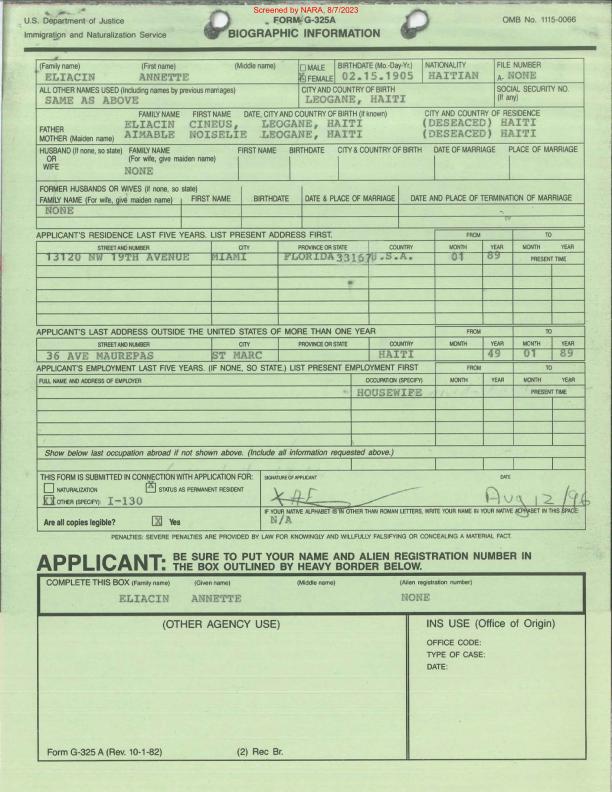 Screened by NARA, 8/7/2023
U.S. Department of Justice
Immigration and Naturalization Service
FORM G-325A
BIOGRAPHIC INFORMATION
OMB No. 1115-0066
(Family name) (First name) (Middle name) MALE FEMALE BIRTHDATE (Mo.-Day-Yr.) NATIONALITY FILE NUMBER
ELIACIN ANNETTE X 02.15.1905 HAITIAN A- NONE
ALL OTHER NAMES USED (Including names by previous marriages) CITY AND COUNTRY OF BIRTH SOCIAL SECURITY NO. (If any)
SAME AS ABOVE LEOGANE, HAITI
FAMILY NAME FIRST NAME DATE, CITY AND COUNTRY OF BIRTH (If known) CITY AND COUNTRY OF RESIDENCE
FATHER ELIACIN CINEUS, LEOGANE, HAITI (DESEACED) HAITI
MOTHER (Maiden name) AIMABLE NOISELIE LEOGANE, HAITI (DESEACED) HAITI
HUSBAND (If none, so state) OR WIFE FAMILY NAME (For wife, give maiden name) FIRST NAME BIRTHDATE CITY & COUNTRY OF BIRTH DATE OF MARRIAGE PLACE OF MARRIAGE
NONE
FORMER HUSBANDS OR WIVES (if none, so state)
FAMILY NAME (For wife, give maiden name) FIRST NAME BIRTHDATE DATE & PLACE OF MARRIAGE DATE AND PLACE OF TERMINATION OF MARRIAGE
NONE
APPLICANT'S RESIDENCE LAST FIVE YEARS. LIST PRESENT ADDRESS FIRST. FROM TO
STREET AND NUMBER CITY PROVINCE OR STATE COUNTRY MONTH YEAR MONTH YEAR
13120 NW 19TH AVENUE MIAMI FLORIDA 33167 U.S.A. 01 89 PRESENT TIME
APPLICANT'S LAST ADDRESS OUTSIDE THE UNITED STATES OF MORE THAN ONE YEAR FROM TO
STREET AND NUMBER CITY PROVINCE OR STATE COUNTRY MONTH YEAR MONTH YEAR
36 AVE MAUREPAS ST MARC HAITI 49 01 89
APPLICANT'S EMPLOYMENT LAST FIVE YEARS. (IF NONE, SO STATE.) LIST PRESENT EMPLOYMENT FIRST FROM TO
FULL NAME AND ADDRESS OF EMPLOYER OCCUPATION (SPECIFY) MONTH YEAR MONTH YEAR
HOUSEWIFE PRESENT TIME
Show below last occupation abroad if not shown above. (Include all information requested above.)
THIS FORM IS SUBMITTED IN CONNECTION WITH APPLICATION FOR: SIGNATURE OF APPLICANT DATE
NATURALIZATION X STATUS AS PERMANENT RESIDENT
XX OTHER (SPECIFY): I-130 X AE Aug 12/96
IF YOUR NATIVE ALPHABET IS IN OTHER THAN ROMAN LETTERS, WRITE YOUR NAME IN YOUR NATIVE ALPHABET IN THIS SPACE
Are all copies legible? X Yes N/A
PENALTIES: SEVERE PENALTIES ARE PROVIDED BY LAW FOR KNOWINGLY AND WILLFULLY FALSIFYING OR CONCEALING A MATERIAL FACT.
APPLICANT: BE SURE TO PUT YOUR NAME AND ALIEN REGISTRATION NUMBER IN
THE BOX OUTLINED BY HEAVY BORDER BELOW.
COMPLETE THIS BOX (Family name) (Given name) (Middle name) (Alien registration number)
ELIACIN ANNETTE NONE
(OTHER AGENCY USE) INS USE (Office of Origin)
OFFICE CODE:
TYPE OF CASE:
DATE:
Form G-325 A (Rev. 10-1-82) (2) Rec Br.